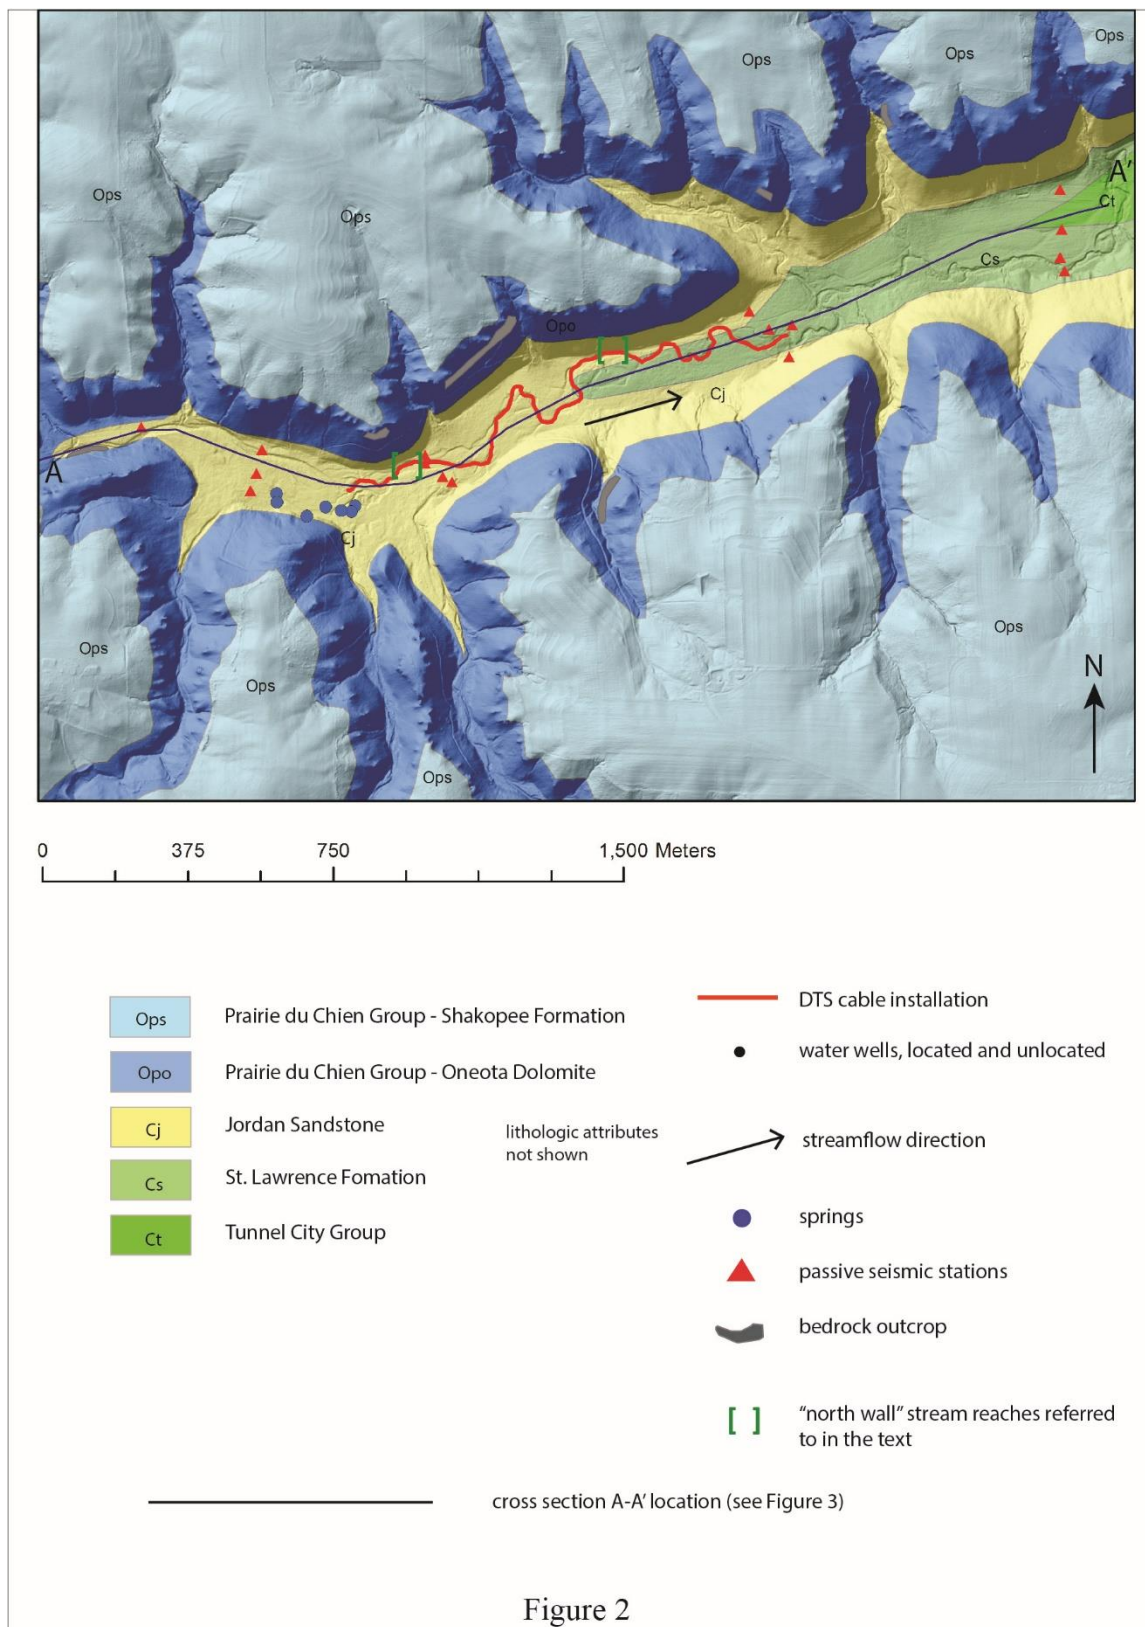 Ops
Ops
Ops
Ops
Ops
A'
Ct
Cs
Opo
Cj
A
Cj
Ops
Ops
Ops
Ops
N
0 375 750 1,500 Meters
Ops Prairie du Chien Group - Shakopee Formation
Opo Prairie du Chien Group - Oneota Dolomite
Cj Jordan Sandstone
Cs St. Lawrence Fomation
Ct Tunnel City Group
lithologic attributes
not shown
DTS cable installation
water wells, located and unlocated
streamflow direction
springs
passive seismic stations
bedrock outcrop
[ ] “north wall” stream reaches referred
to in the text
cross section A-A’ location (see Figure 3)
Figure 2